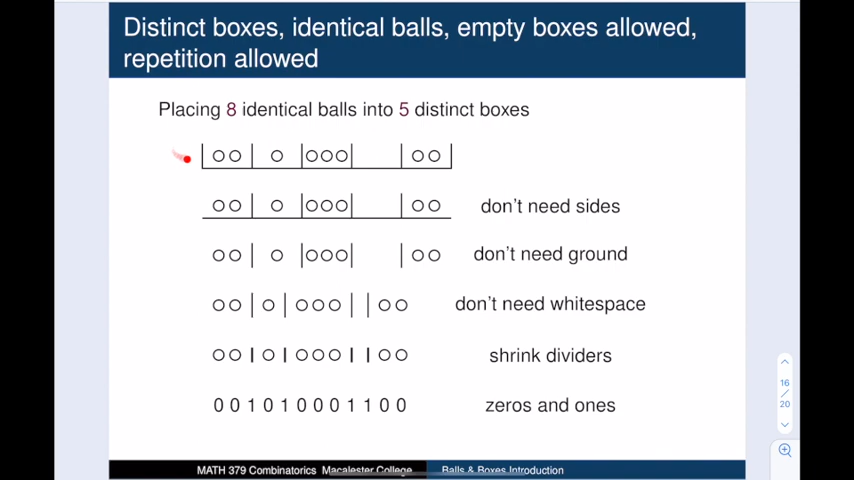 Distinct boxes, identical balls, empty boxes allowed,
repetition allowed
Placing 8 identical balls into 5 distinct boxes
don't need sides
don't need ground
don't need whitespace
shrink dividers
0 0 1 0 1 0 0 0 1 1 0 0 zeros and ones
16
/
20
MATH 379 Combinatorics Macalester College Balls & Boxes Introduction